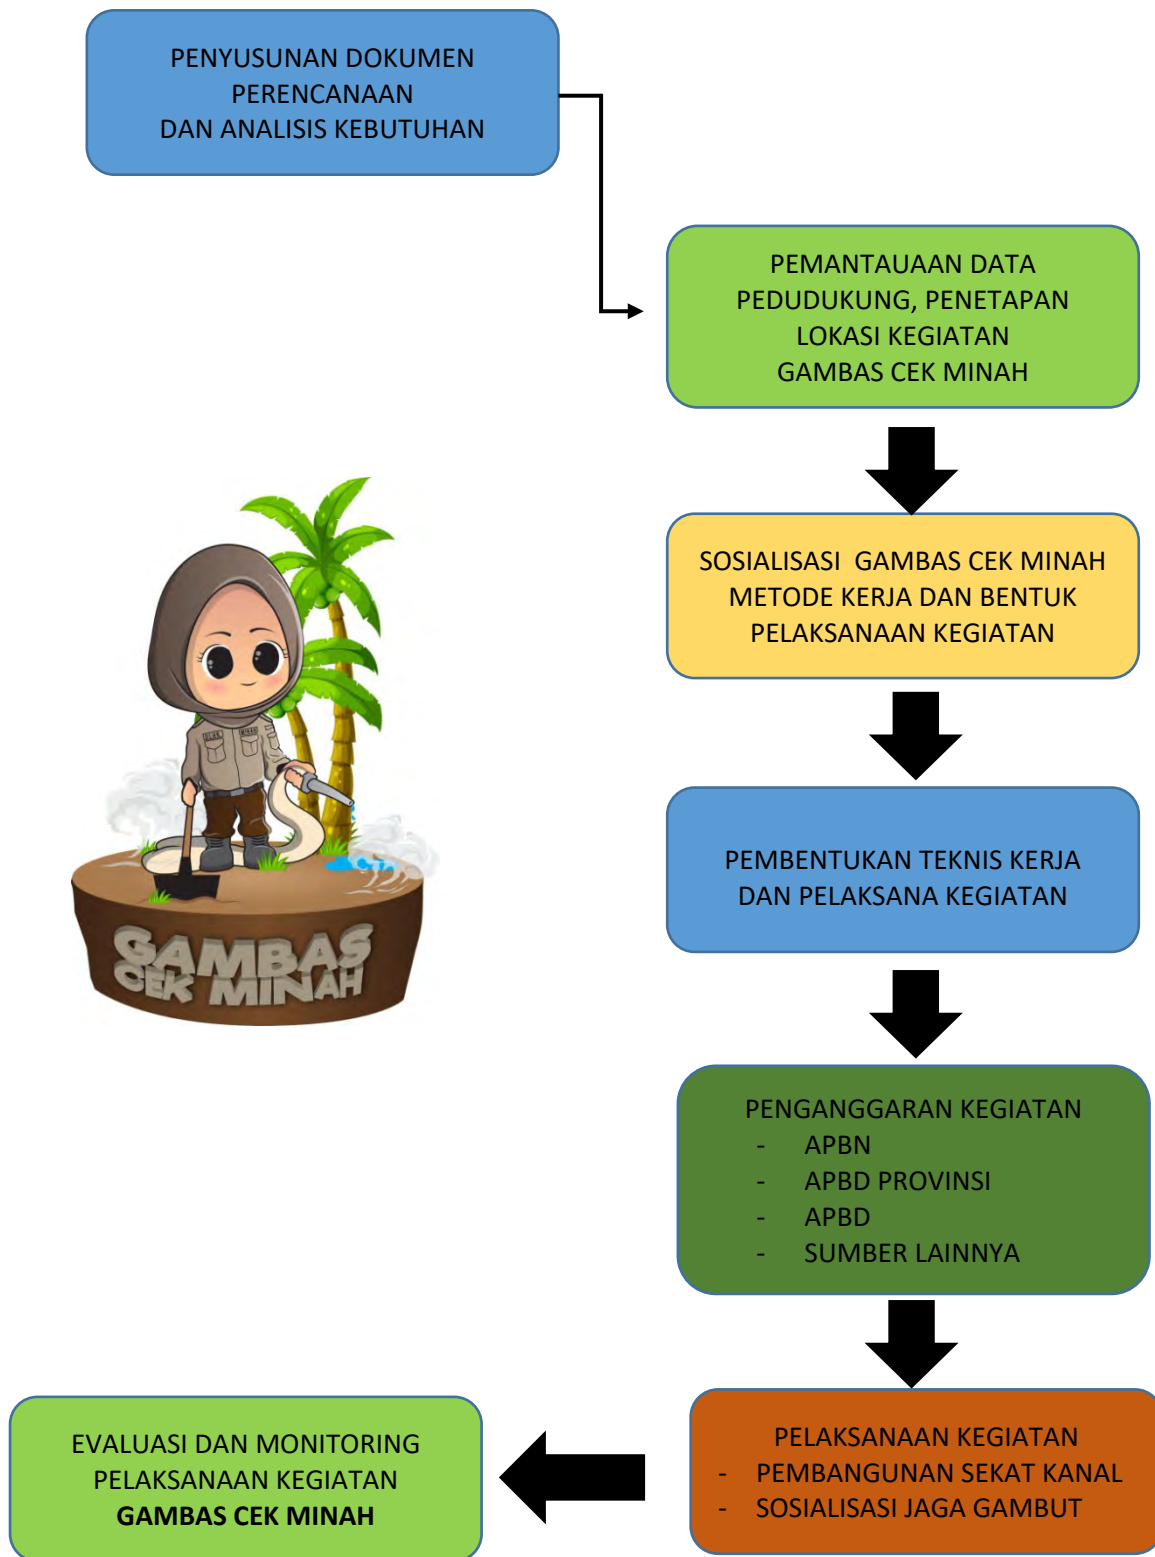 PENYUSUNAN DOKUMEN
PERENCANAAN
DAN ANALISIS KEBUTUHAN
PEMANTAUAAN DATA
PEDUDUKUNG, PENETAPAN
LOKASI KEGIATAN
GAMBAS CEK MINAH
SOSIALISASI  GAMBAS CEK MINAH
METODE KERJA DAN BENTUK
PELAKSANAAN KEGIATAN
MINAH
GAMBAS
CEK MINAH
PEMBENTUKAN TEKNIS KERJA
DAN PELAKSANA KEGIATAN
PENGANGGARAN KEGIATAN
- APBN
- APBD PROVINSI
- APBD
- SUMBER LAINNYA
PELAKSANAAN KEGIATAN
- PEMBANGUNAN SEKAT KANAL
- SOSIALISASI JAGA GAMBUT
EVALUASI DAN MONITORING
PELAKSANAAN KEGIATAN
GAMBAS CEK MINAH